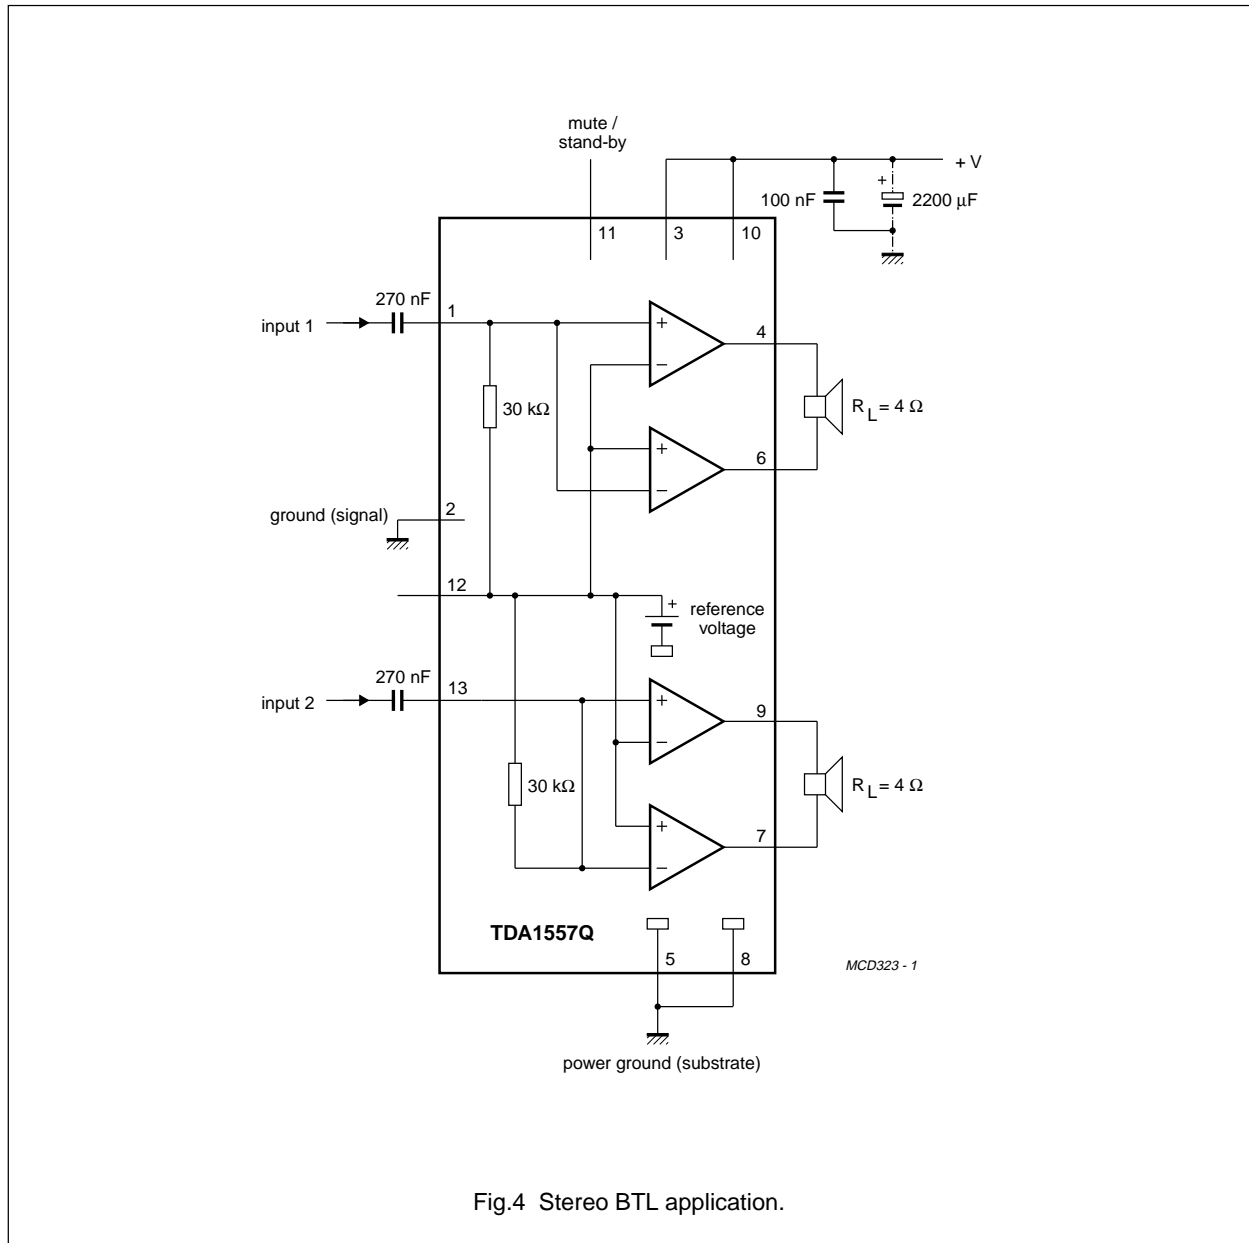 mute /
stand-by
+ V
+
100 nF
2200 µF
11
3
10
270 nF
1
input 1
+
−
4
30 kΩ
R L = 4 Ω
+
−
6
ground (signal)
2
12
+
reference
voltage
270 nF
13
input 2
+
−
9
30 kΩ
R L = 4 Ω
+
−
7
TDA1557Q
5
8
MCD323 - 1
power ground (substrate)
Fig.4 Stereo BTL application.